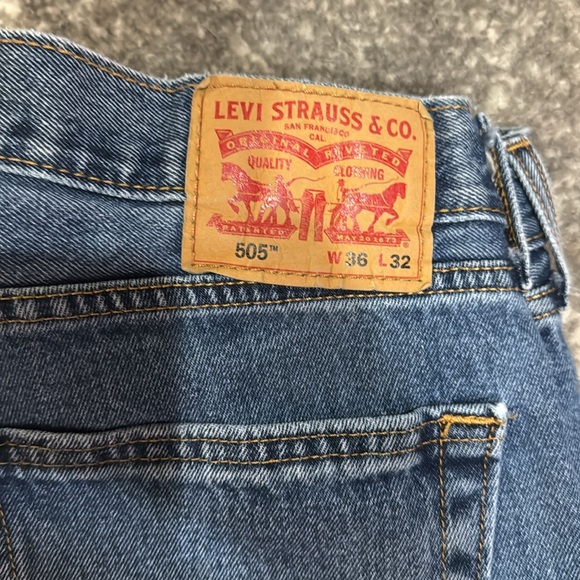 LEVI STRAUSS & CO.
SAN FRANCISCO
CAL.
ORIGINAL RIVETED
QUALITY CLOTHING
PATENTED MAY 20 1873
505™ W 36 L 32